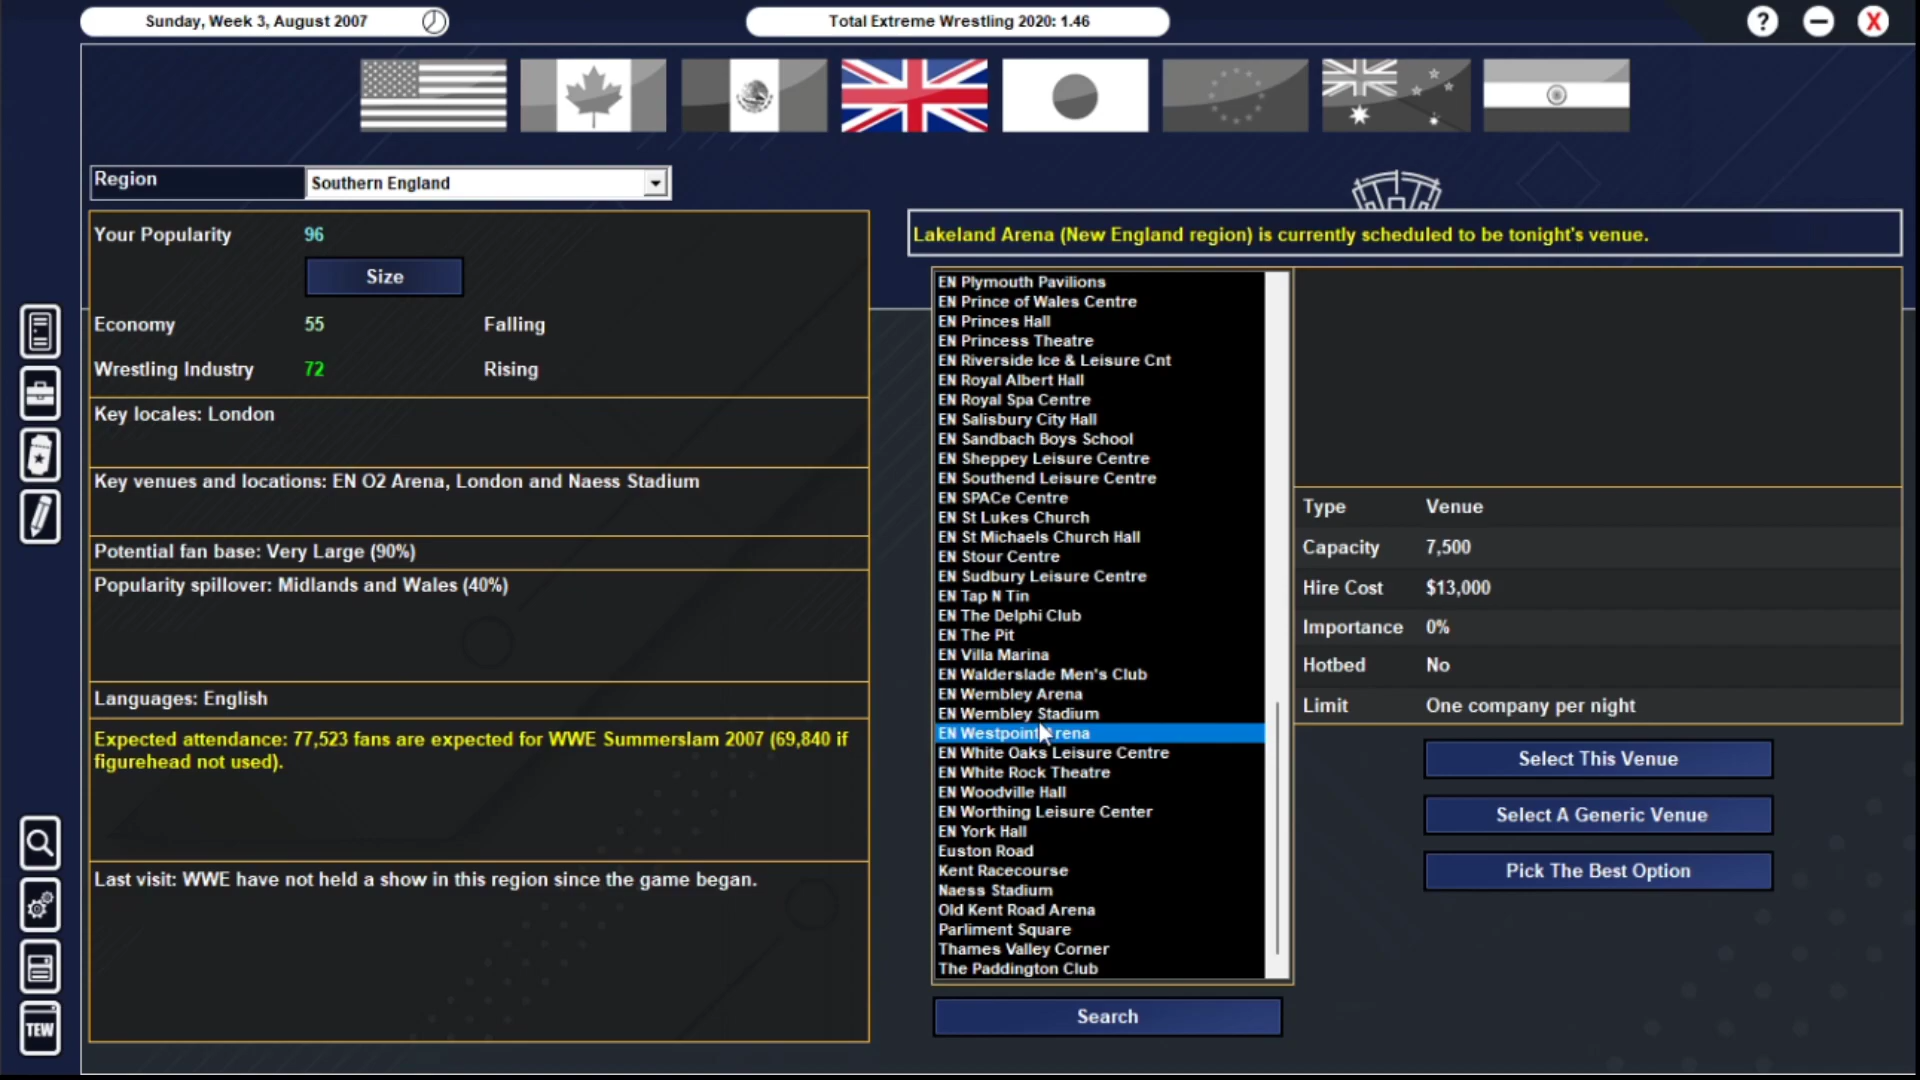 Sunday, Week 3, August 2007
Total Extreme Wrestling 2020: 1.46
?
X
Region
Southern England
Your Popularity 96
Size
Economy 55 Falling
Wrestling Industry 72 Rising
Key locales: London
Key venues and locations: EN O2 Arena, London and Naess Stadium
Potential fan base: Very Large (90%)
Popularity spillover: Midlands and Wales (40%)
Languages: English
Expected attendance: 77,523 fans are expected for WWE Summerslam 2007 (69,840 if
figurehead not used).
Last visit: WWE have not held a show in this region since the game began.
TEW
Lakeland Arena (New England region) is currently scheduled to be tonight's venue.
EN Plymouth Pavilions
EN Prince of Wales Centre
EN Princes Hall
EN Princess Theatre
EN Riverside Ice & Leisure Cnt
EN Royal Albert Hall
EN Royal Spa Centre
EN Salisbury City Hall
EN Sandbach Boys School
EN Sheppey Leisure Centre
EN Southend Leisure Centre
EN SPACe Centre
EN St Lukes Church
EN St Michaels Church Hall
EN Stour Centre
EN Sudbury Leisure Centre
EN Tap N Tin
EN The Delphi Club
EN The Pit
EN Villa Marina
EN Walderslade Men's Club
EN Wembley Arena
EN Wembley Stadium
EN Westpoint Arena
EN White Oaks Leisure Centre
EN White Rock Theatre
EN Woodville Hall
EN Worthing Leisure Center
EN York Hall
Euston Road
Kent Racecourse
Naess Stadium
Old Kent Road Arena
Parliment Square
Thames Valley Corner
The Paddington Club
Search
Type Venue
Capacity 7,500
Hire Cost $13,000
Importance 0%
Hotbed No
Limit One company per night
Select This Venue
Select A Generic Venue
Pick The Best Option